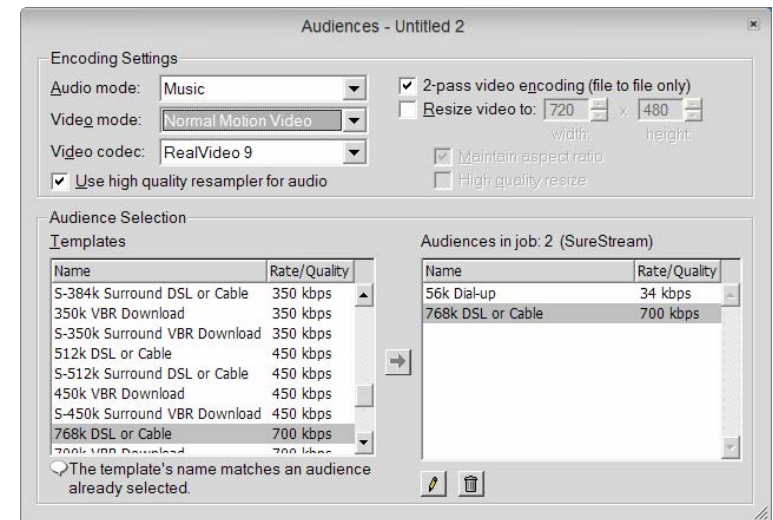 Audiences - Untitled 2
Encoding Settings
Audio mode: Music
Video mode: Normal Motion Video
Video codec: RealVideo 9
Use high quality resampler for audio
2-pass video encoding (file to file only)
Resize video to: 720 x 480
width: height:
Maintain aspect ratio
High quality resize
Audience Selection
Templates
Name Rate/Quality
S-384k Surround DSL or Cable 350 kbps
350k VBR Download 350 kbps
S-350k Surround VBR Download 350 kbps
512k DSL or Cable 450 kbps
S-512k Surround DSL or Cable 450 kbps
450k VBR Download 450 kbps
S-450k Surround VBR Download 450 kbps
768k DSL or Cable 700 kbps
700k VBR Download 700 kbps
The template's name matches an audience
already selected.
Audiences in job: 2 (SureStream)
Name Rate/Quality
56k Dial-up 34 kbps
768k DSL or Cable 700 kbps